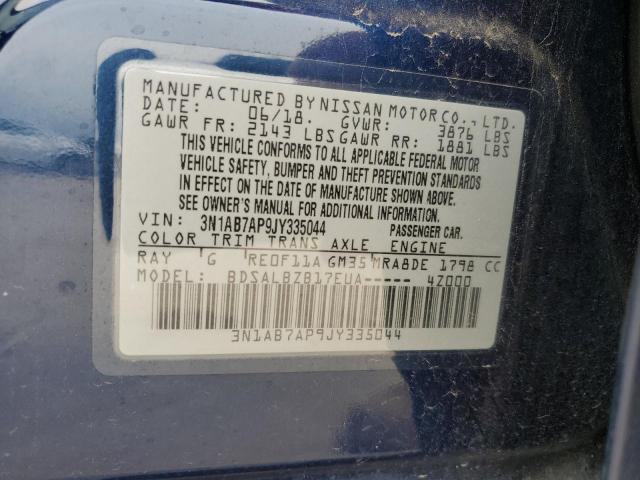 MANUFACTURED BY NISSAN MOTOR CO., LTD.
DATE: 06/18. GVWR: 3876 LBS
GAWR FR: 2143 LBS GAWR RR: 1881 LBS
THIS VEHICLE CONFORMS TO ALL APPLICABLE FEDERAL MOTOR
VEHICLE SAFETY, BUMPER AND THEFT PREVENTION STANDARDS
IN EFFECT ON THE DATE OF MANUFACTURE SHOWN ABOVE.
SEE OWNER'S MANUAL FOR ADDITIONAL INFORMATION.
VIN: 3N1AB7AP9JY335044 PASSENGER CAR.
COLOR TRIM TRANS AXLE ENGINE
RAY G RE0F11A GM35 MRA8DE 1798 CC
BDSALBZB17EUA----- 4Z000
3N1AB7AP9JY335044